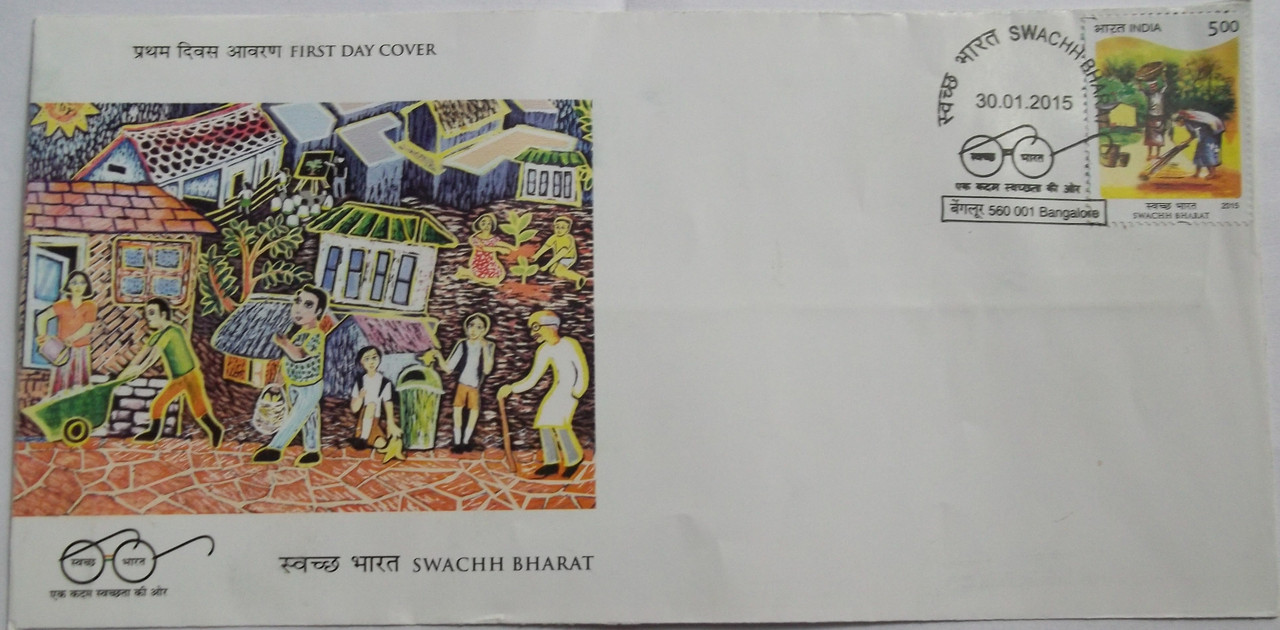 प्रथम दिवस आवरण FIRST DAY COVER
स्वच्छ भारत SWACHH BHARAT
30.01.2015
स्वच्छ भारत
एक कदम स्वच्छता की ओर
बेंगलूर 560 001 Bangalore
भारत INDIA 500
स्वच्छ भारत 2015
SWACHH BHARAT
स्वच्छ भारत
एक कदम स्वच्छता की ओर
स्वच्छ भारत SWACHH BHARAT